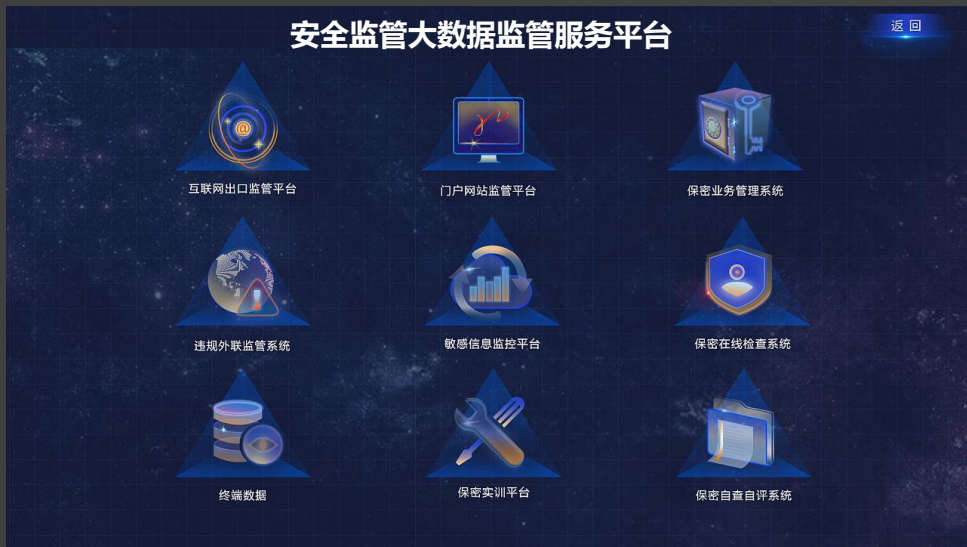 安全监管大数据监管服务平台
返回
互联网出口监管平台
门户网站监管平台
保密业务管理系统
违规外联监管系统
敏感信息监控平台
保密在线检查系统
终端数据
保密实训平台
保密自查自评系统